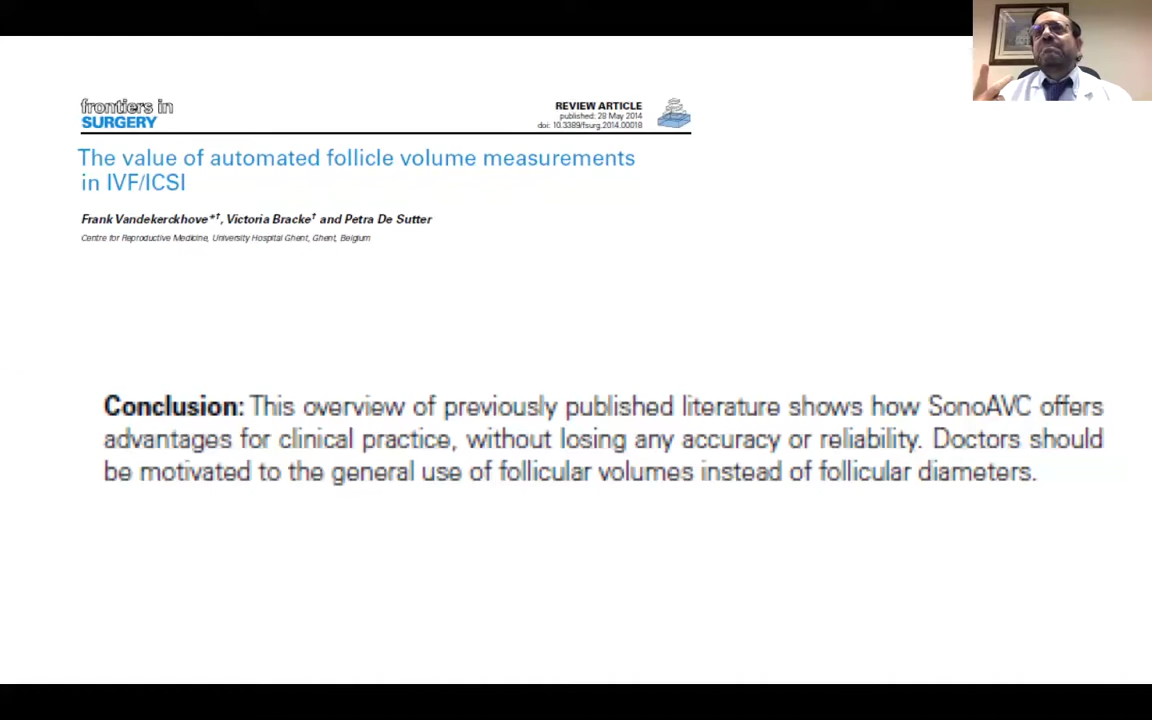 frontiers in
SURGERY
REVIEW ARTICLE
published: 28 May 2014
doi: 10.3389/fsurg.2014.00018
The value of automated follicle volume measurements
in IVF/ICSI
Frank Vandekerckhove*†, Victoria Bracke† and Petra De Sutter
Centre for Reproductive Medicine, University Hospital Ghent, Ghent, Belgium
Conclusion: This overview of previously published literature shows how SonoAVC offers
advantages for clinical practice, without losing any accuracy or reliability. Doctors should
be motivated to the general use of follicular volumes instead of follicular diameters.